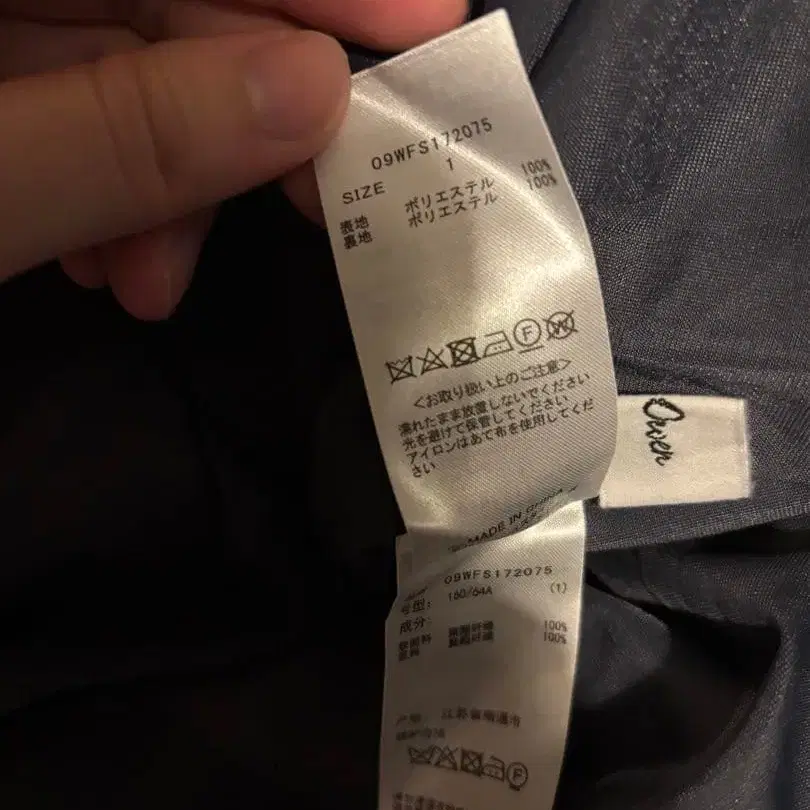 09WFS172075
SIZE 1
表地 ポリエステル 100%
裏地 ポリエステル 100%
F W
<お取り扱い上のご注意>
濡れたまま放置しないでください
光を避けて保管してください
アイロンはあて布を使用してくだ
さい
MADE IN CHINA
Owen
09WFS172075
号型: 160/64A (1)
成分:
100%
100%
F